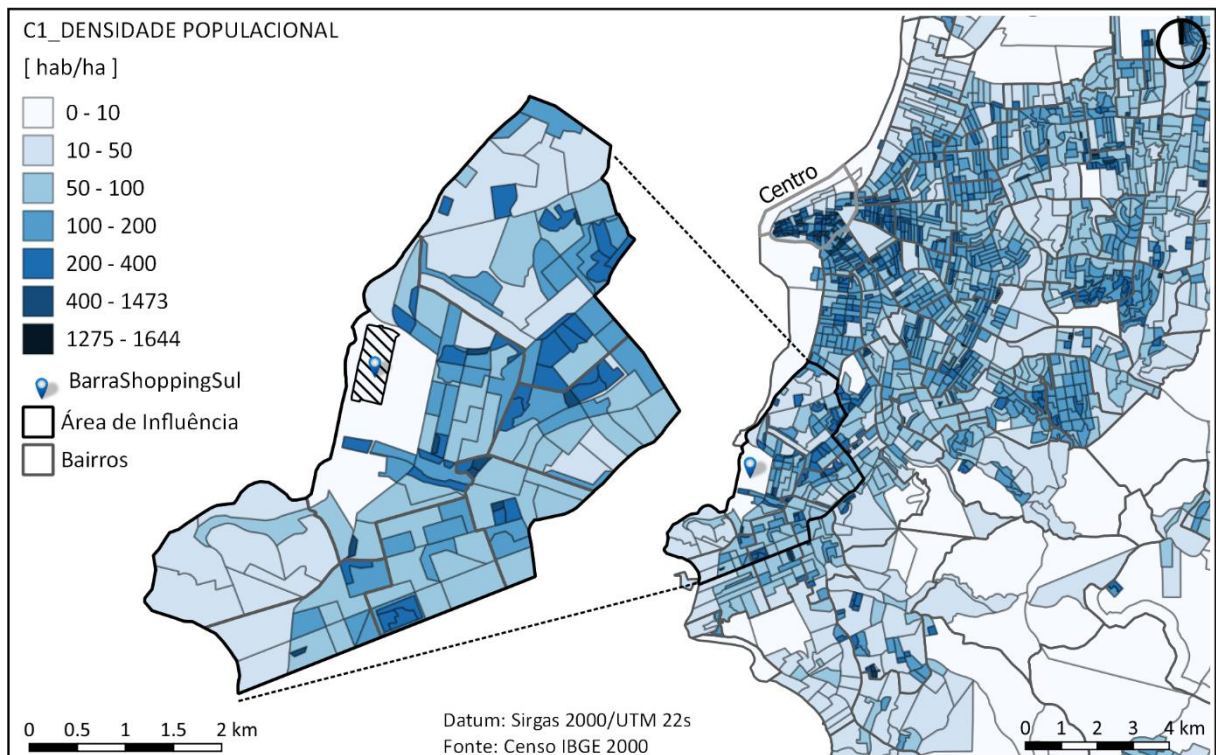 C1_DENSIDADE POPULACIONAL
[ hab/ha ]
0 - 10
10 - 50
50 - 100
100 - 200
200 - 400
400 - 1473
1275 - 1644
BarraShoppingSul
Área de Influência
Bairros
Centro
0 0.5 1 1.5 2 km
Datum: Sirgas 2000/UTM 22s
Fonte: Censo IBGE 2000
0 1 2 3 4 km